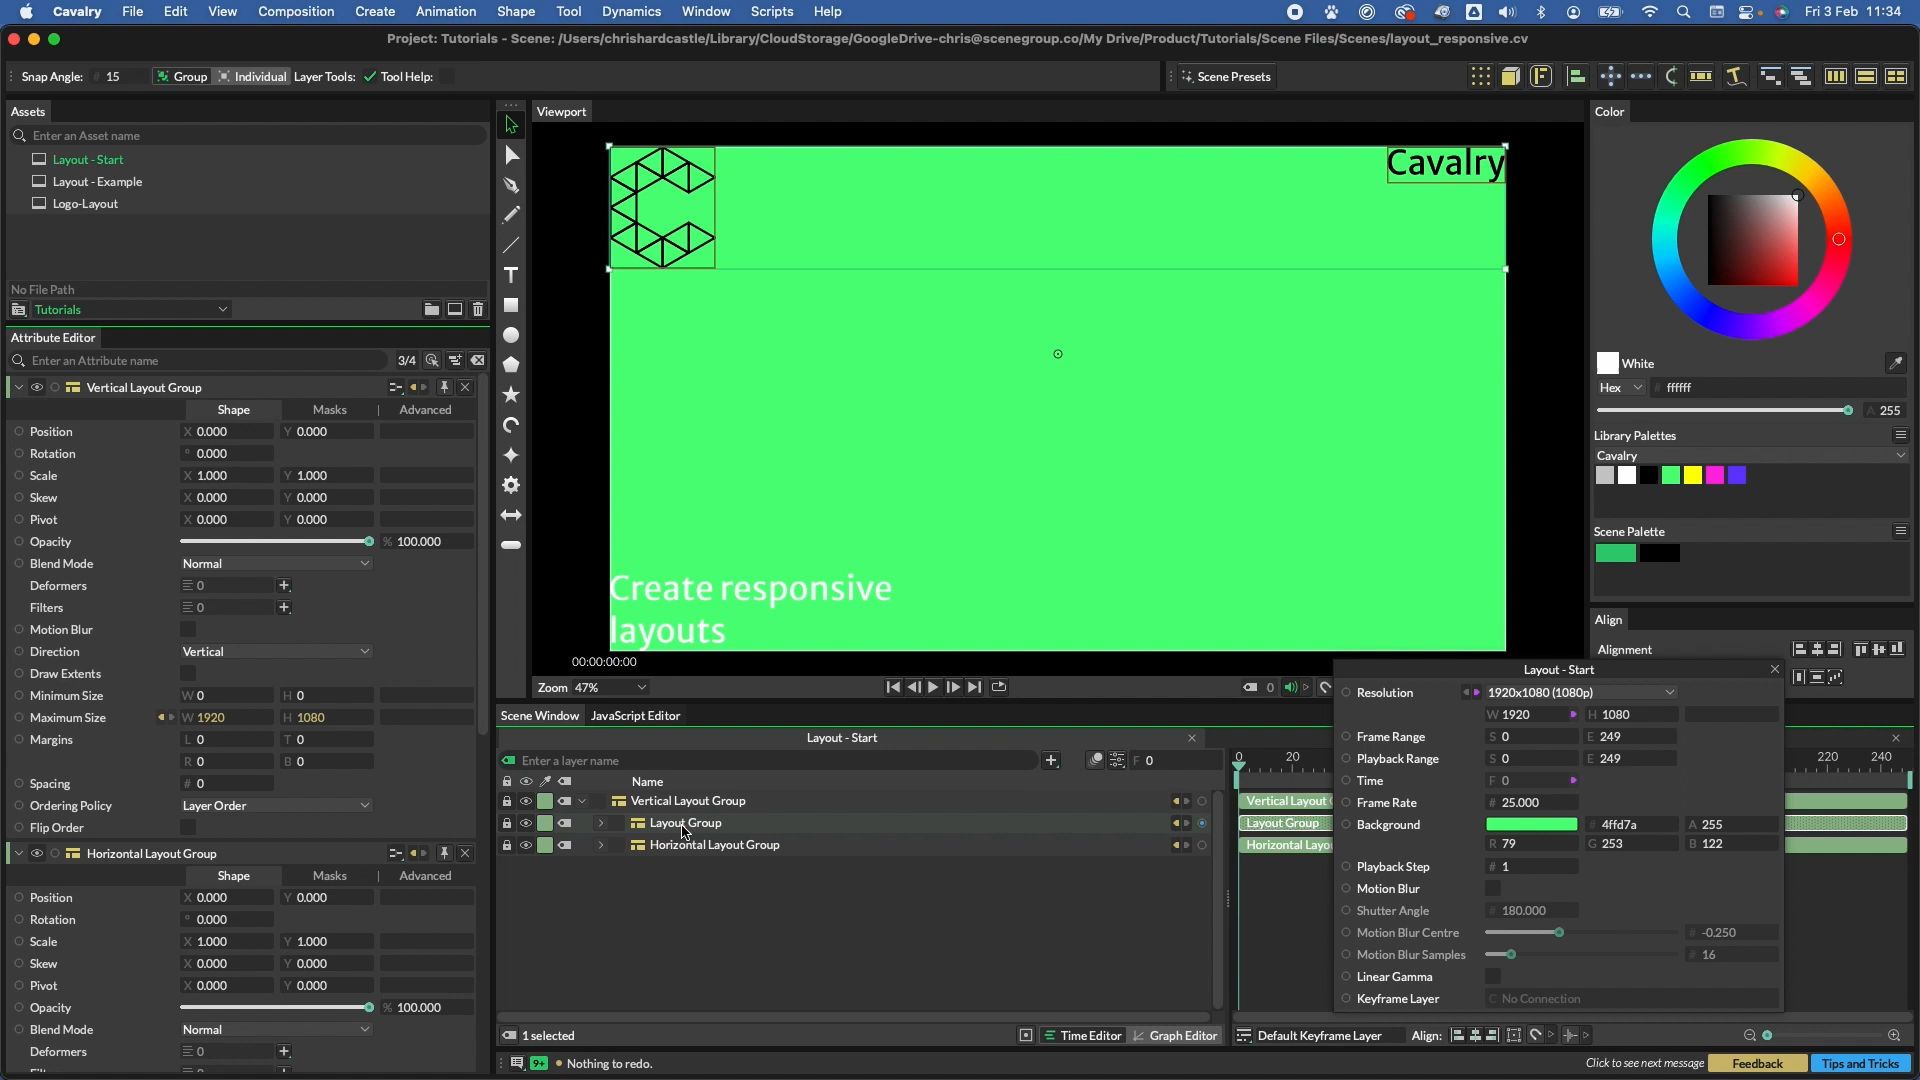 Cavalry File Edit View Composition Create Animation Shape Tool Dynamics Window Scripts Help Fri 3 Feb 11:34
Project: Tutorials - Scene: /Users/chrishardcastle/Library/CloudStorage/GoogleDrive-chris@scenegroup.co/My Drive/Product/Tutorials/Scene Files/Scenes/layout_responsive.cv
Snap Angle: # 15 Group Individual Layer Tools: Tool Help: Scene Presets
Assets
Enter an Asset name
Layout - Start
Layout - Example
Logo-Layout
No File Path
Tutorials
Attribute Editor
Enter an Attribute name 3/4
Vertical Layout Group
Shape Masks | Advanced
Position X 0.000 Y 0.000
Rotation ° 0.000
Scale X 1.000 Y 1.000
Skew X 0.000 Y 0.000
Pivot X 0.000 Y 0.000
Opacity % 100.000
Blend Mode Normal
Deformers 0 +
Filters 0 +
Motion Blur
Direction Vertical
Draw Extents
Minimum Size W 0 H 0
Maximum Size W 1920 H 1080
Margins L 0 T 0
R 0 B 0
Spacing # 0
Ordering Policy Layer Order
Flip Order
Horizontal Layout Group
Shape Masks | Advanced
Position X 0.000 Y 0.000
Rotation ° 0.000
Scale X 1.000 Y 1.000
Skew X 0.000 Y 0.000
Pivot X 0.000 Y 0.000
Opacity % 100.000
Blend Mode Normal
Deformers 0 +
Viewport
Cavalry
Create responsive
layouts
00:00:00:00
Zoom 47% 0
Scene Window JavaScript Editor
Layout - Start
Enter a layer name + F 0
Name
Vertical Layout Group
Layout Group
Horizontal Layout Group
0 20 220 240
Vertical Layout
Layout Group
Horizontal Layou
1 selected Time Editor Graph Editor
Default Keyframe Layer Align:
9+ Nothing to redo.
Click to see next message Feedback Tips and Tricks
Color
White
Hex # ffffff
A 255
Library Palettes
Cavalry
Scene Palette
Align
Alignment
Layout - Start
Resolution 1920x1080 (1080p)
W 1920 H 1080
Frame Range S 0 E 249
Playback Range S 0 E 249
Time F 0
Frame Rate # 25.000
Background # 4ffd7a A 255
R 79 G 253 B 122
Playback Step # 1
Motion Blur
Shutter Angle # 180.000
Motion Blur Centre # -0.250
Motion Blur Samples # 16
Linear Gamma
Keyframe Layer C No Connection